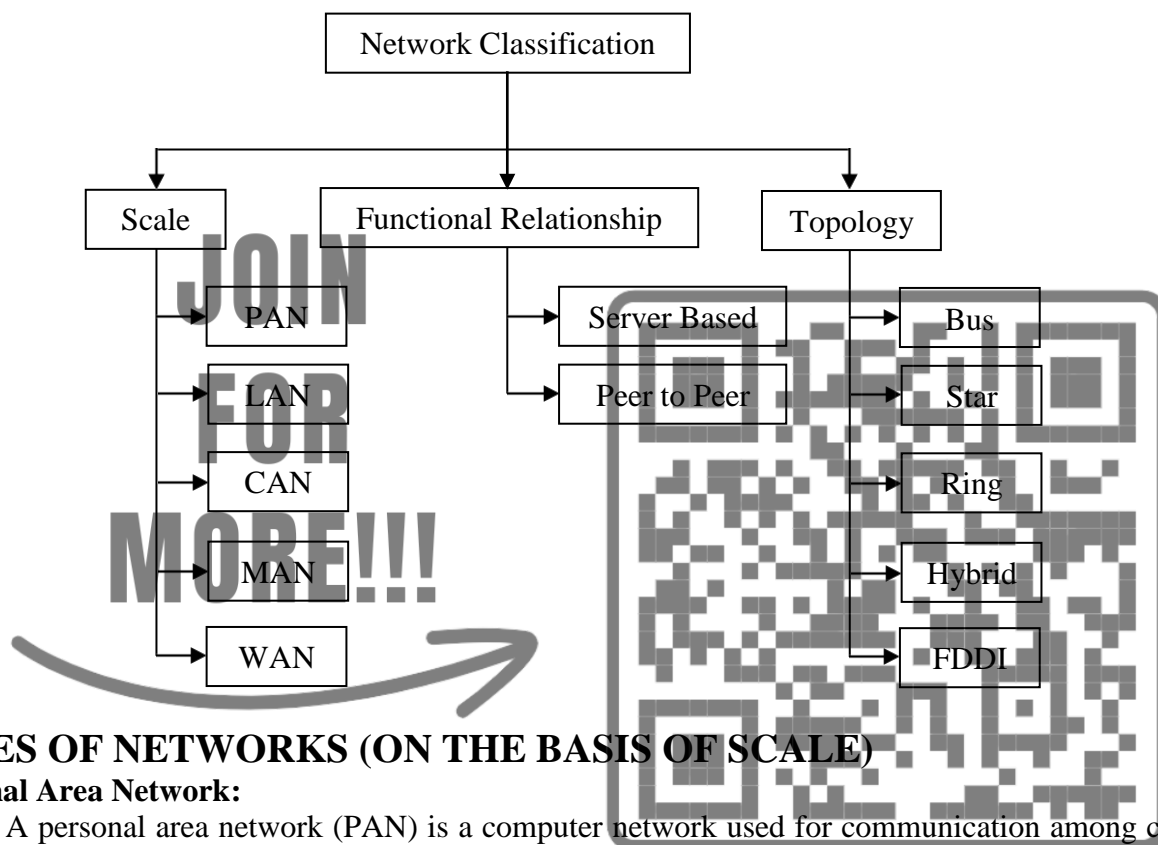 Network Classification
Scale
Functional Relationship
Topology
PAN
Server Based
Bus
LAN
Peer to Peer
Star
CAN
Ring
MAN
Hybrid
WAN
FDDI
JOIN
FOR
MORE!!!
ES OF NETWORKS (ON THE BASIS OF SCALE)
nal Area Network:
A personal area network (PAN) is a computer network used for communication among c